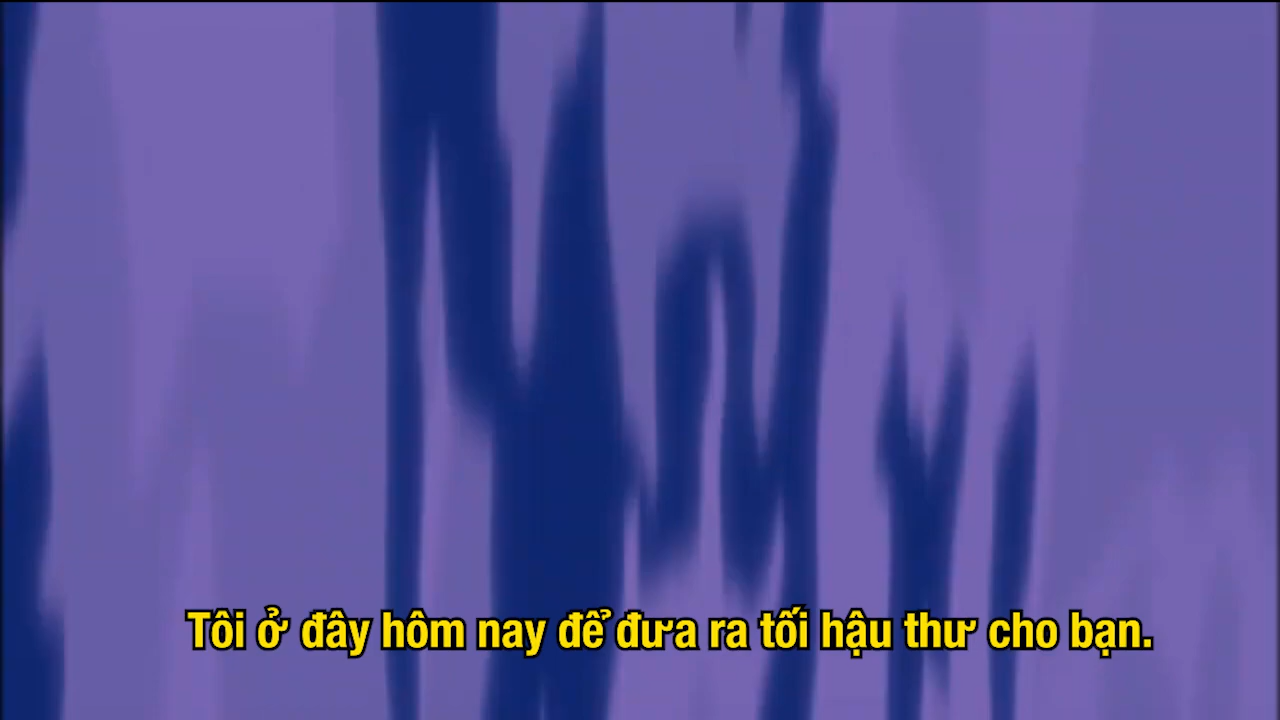 Tôi ở đây hôm nay để đưa ra tối hậu thư cho bạn.